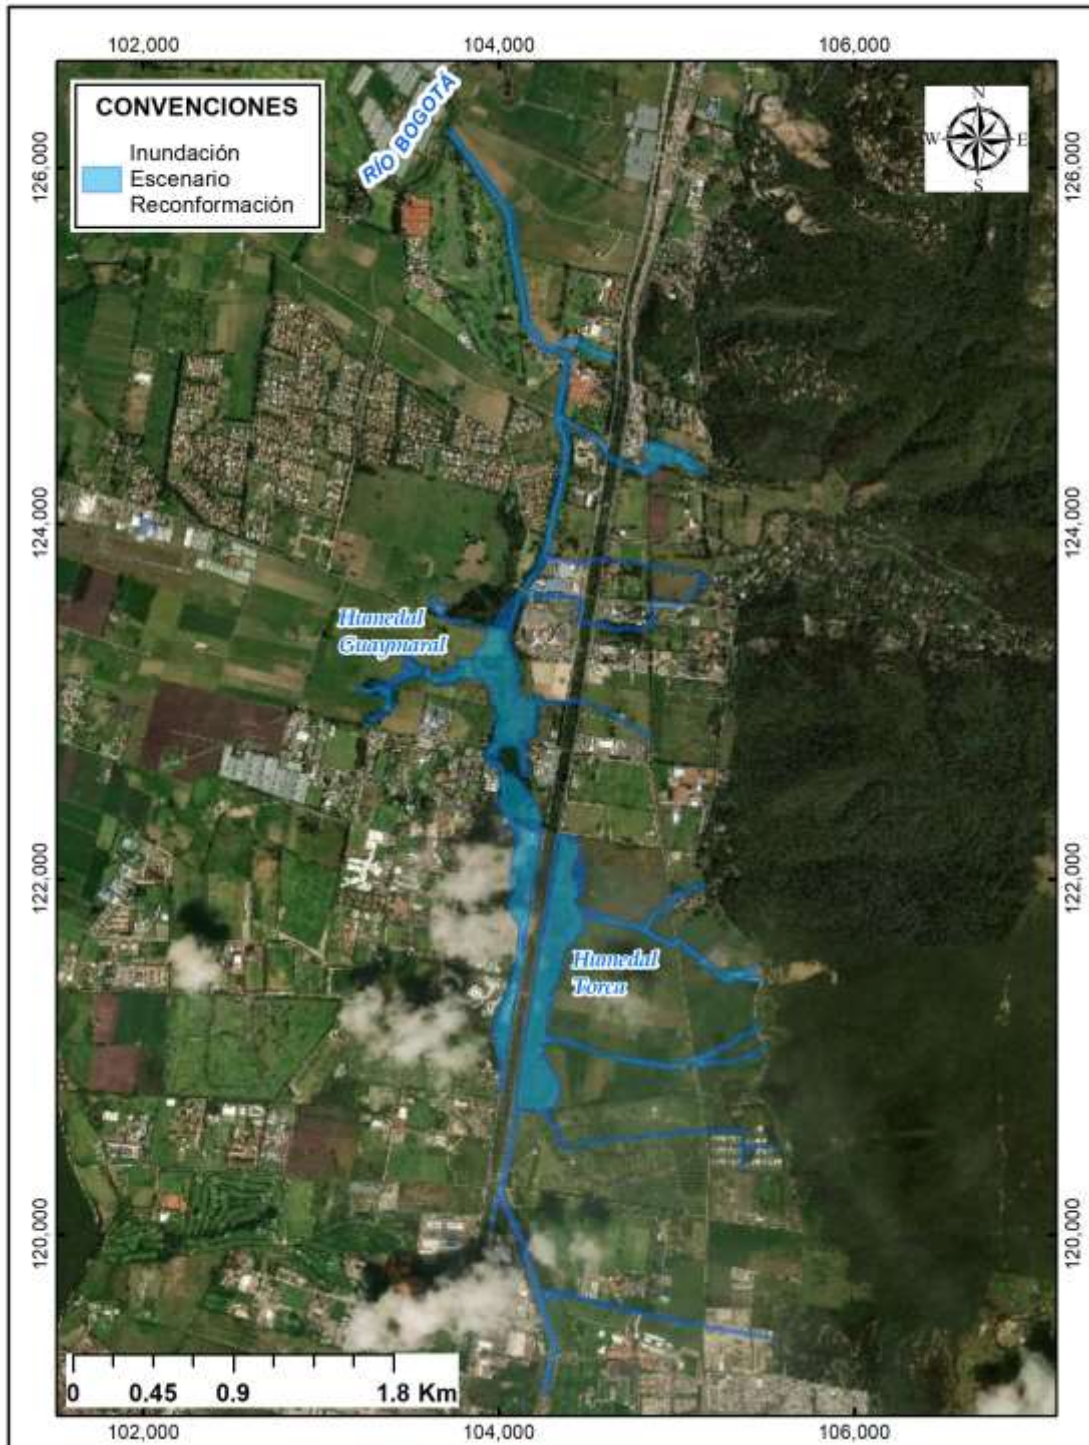 102,000 104,000 106,000
CONVENCIONES
Inundación
Escenario
Reconformación
RÍO BOGOTÁ
N
W E
S
126,000 126,000
124,000 124,000
Humedal
Guaymaral
122,000 122,000
Humedal
Torca
120,000 120,000
0 0.45 0.9 1.8 Km
102,000 104,000 106,000